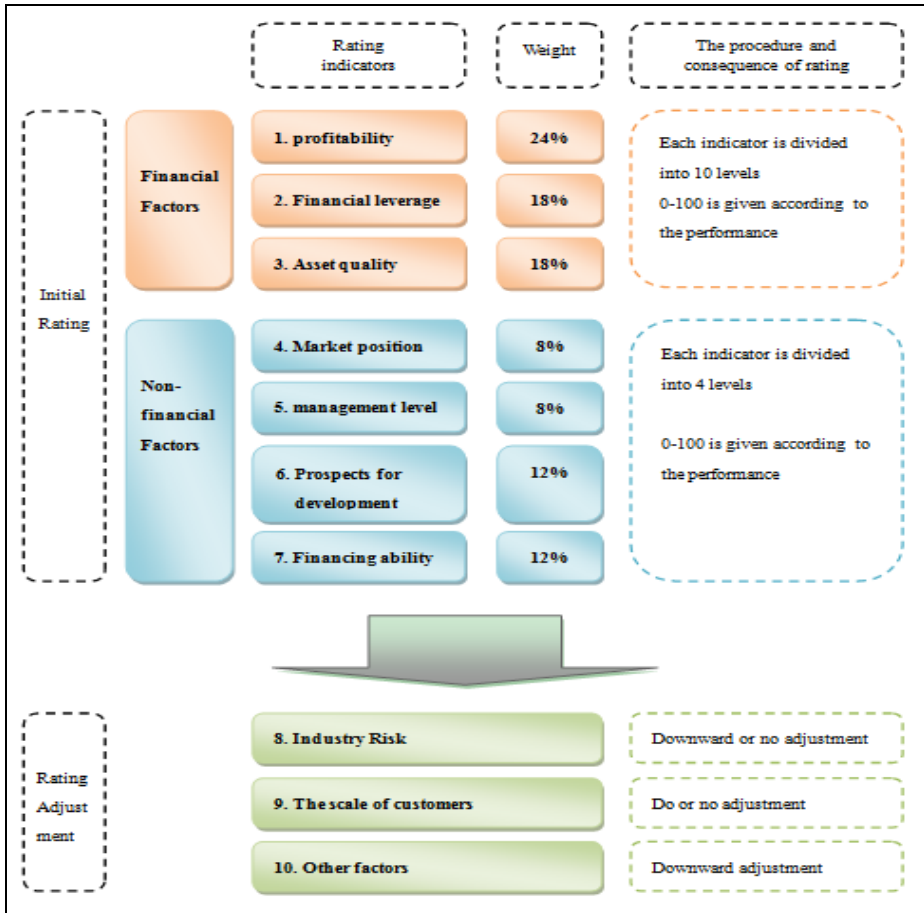 Rating
indicators
Weight
The procedure and
consequence of rating
Initial
Rating
Financial
Factors
1. profitability
24%
2. Financial leverage
18%
3. Asset quality
18%
Each indicator is divided
into 10 levels
0-100 is given according to
the performance
Non-
financial
Factors
4. Market position
8%
5. management level
8%
6. Prospects for
development
12%
7. Financing ability
12%
Each indicator is divided
into 4 levels
0-100 is given according to
the performance
Rating
Adjust
ment
8. Industry Risk
Downward or no adjustment
9. The scale of customers
Do or no adjustment
10. Other factors
Downward adjustment